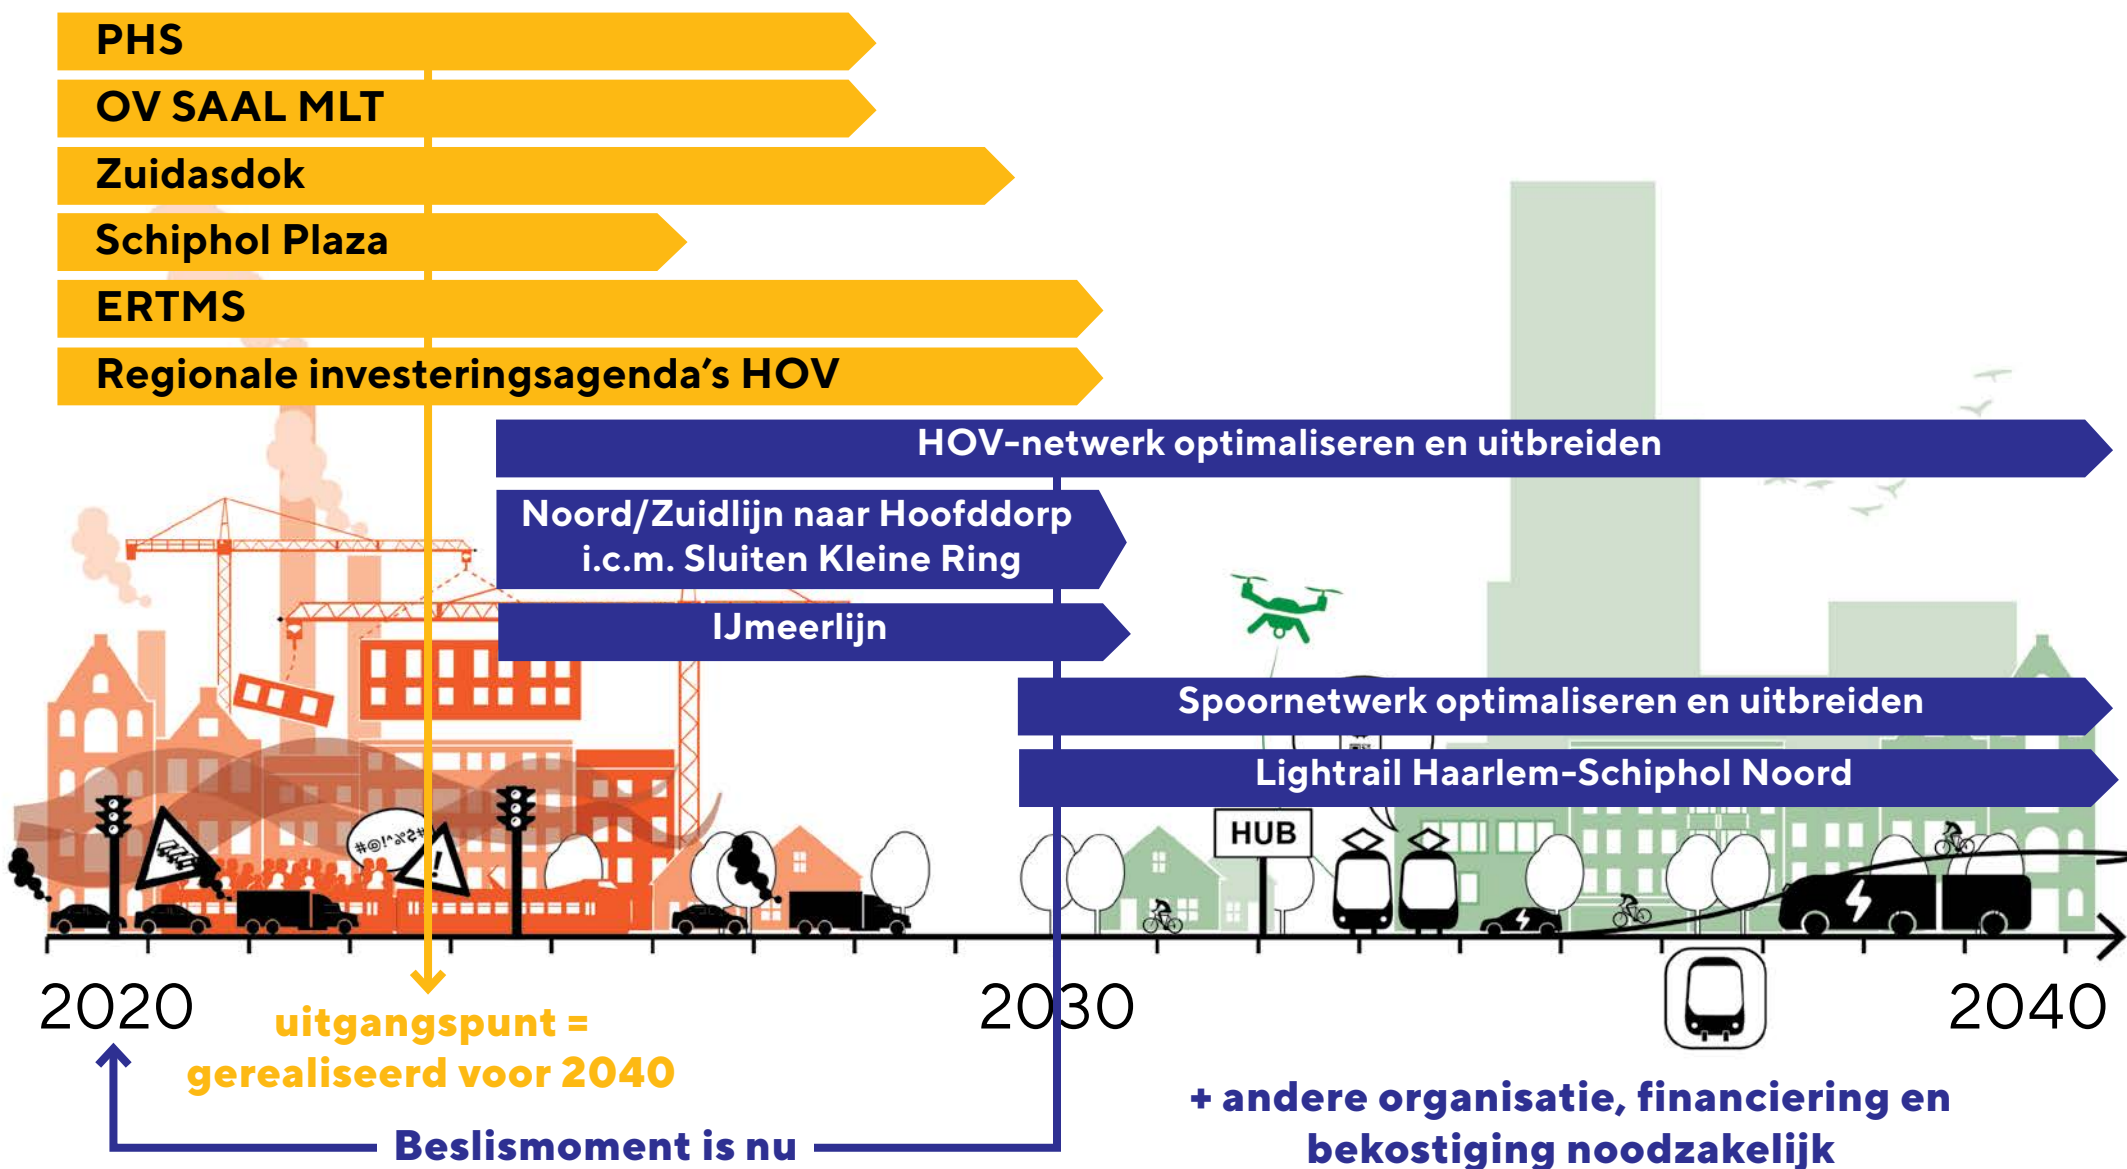 PHS
OV SAAL MLT
Zuidasdok
Schiphol Plaza
ERTMS
Regionale investeringsagenda's HOV
HOV-netwerk optimaliseren en uitbreiden
Noord/Zuidlijn naar Hoofddorp
i.c.m. Sluiten Kleine Ring
IJmeerlijn
Spoornetwerk optimaliseren en uitbreiden
Lightrail Haarlem-Schiphol Noord
HUB
!
2020
2030
2040
uitgangspunt =
gerealiseerd voor 2040
Beslismoment is nu
+ andere organisatie, financiering en
bekostiging noodzakelijk